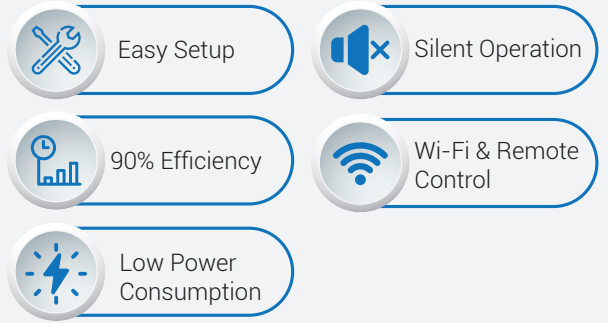 Easy Setup
Silent Operation
90% Efficiency
Wi-Fi & Remote
Control
Low Power
Consumption